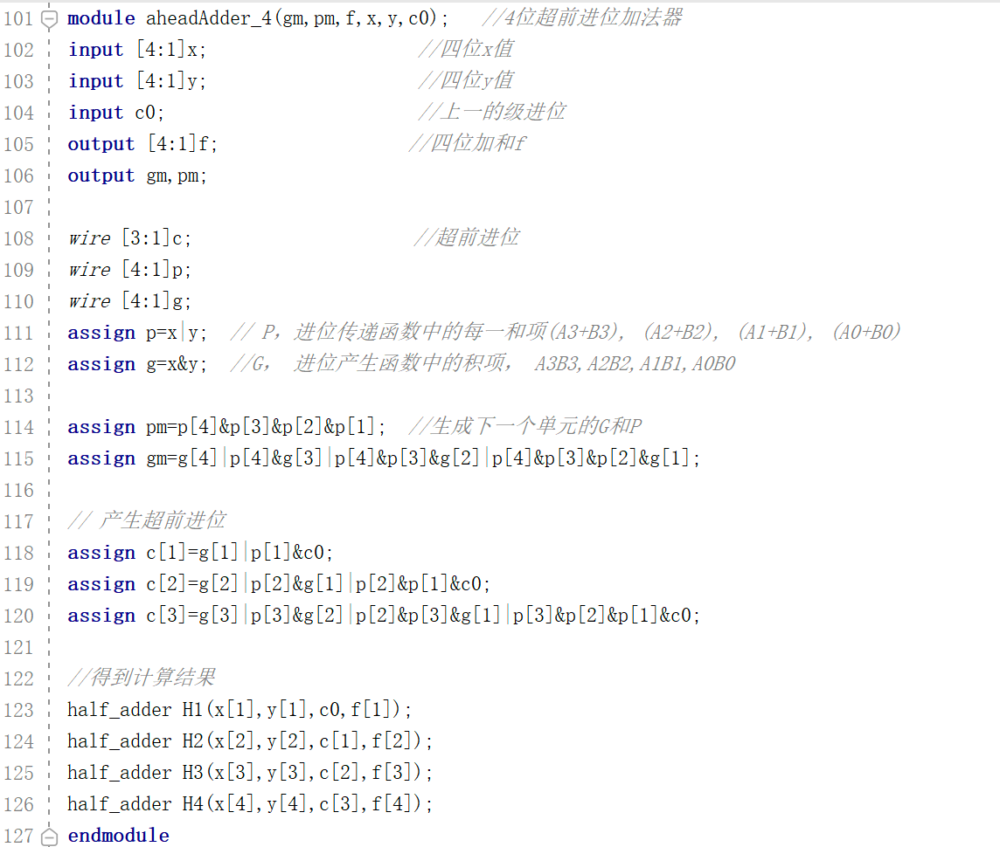 101 module aheadAdder_4(gm,pm,f,x,y,c0); //4位超前进位加法器
102 input [4:1]x; //四位x值
103 input [4:1]y; //四位y值
104 input c0; //上一的级进位
105 output [4:1]f; //四位加和f
106 output gm,pm;
107
108 wire [3:1]c; //超前进位
109 wire [4:1]p;
110 wire [4:1]g;
111 assign p=x|y; // P，进位传递函数中的每一和项(A3+B3), (A2+B2), (A1+B1), (A0+B0)
112 assign g=x&y; //G， 进位产生函数中的积项， A3B3,A2B2,A1B1,A0B0
113
114 assign pm=p[4]&p[3]&p[2]&p[1]; //生成下一个单元的G和P
115 assign gm=g[4]|p[4]&g[3]|p[4]&p[3]&g[2]|p[4]&p[3]&p[2]&g[1];
116
117 // 产生超前进位
118 assign c[1]=g[1]|p[1]&c0;
119 assign c[2]=g[2]|p[2]&g[1]|p[2]&p[1]&c0;
120 assign c[3]=g[3]|p[3]&g[2]|p[2]&p[3]&g[1]|p[3]&p[2]&p[1]&c0;
121
122 //得到计算结果
123 half_adder H1(x[1],y[1],c0,f[1]);
124 half_adder H2(x[2],y[2],c[1],f[2]);
125 half_adder H3(x[3],y[3],c[2],f[3]);
126 half_adder H4(x[4],y[4],c[3],f[4]);
127 endmodule